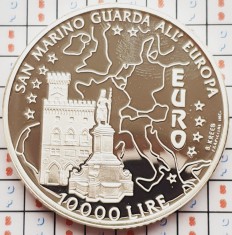 SAN MARINO GUARDA ALL' EUROPA
EURO
10000 LIRE